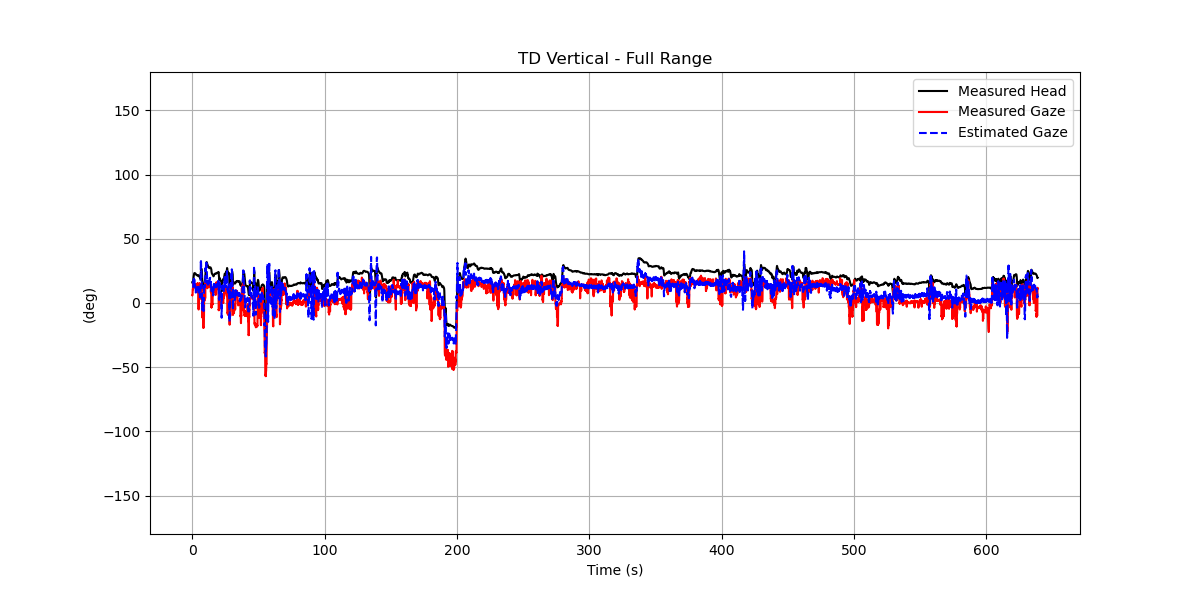 TD Vertical - Full Range
Measured Head
Measured Gaze
Estimated Gaze
150
100
50
0
−50
−100
−150
(deg)
0 100 200 300 400 500 600
Time (s)